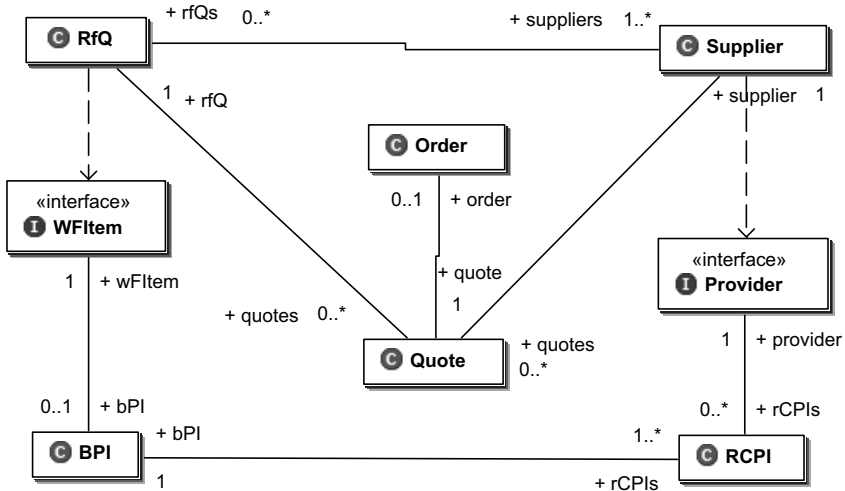 + rfQs 0..*
+ suppliers 1..*
C RfQ
C Supplier
1 + rfQ
+ supplier 1
C Order
«interface»
I WFItem
0..1 + order
1 + wFItem
+ quote
1
«interface»
I Provider
+ quotes 0..*
+ quotes
0..*
1 + provider
C Quote
0..1 + bPI
0..* + rCPIs
+ bPI
1..*
C BPI
C RCPI
1
+ rCPIs